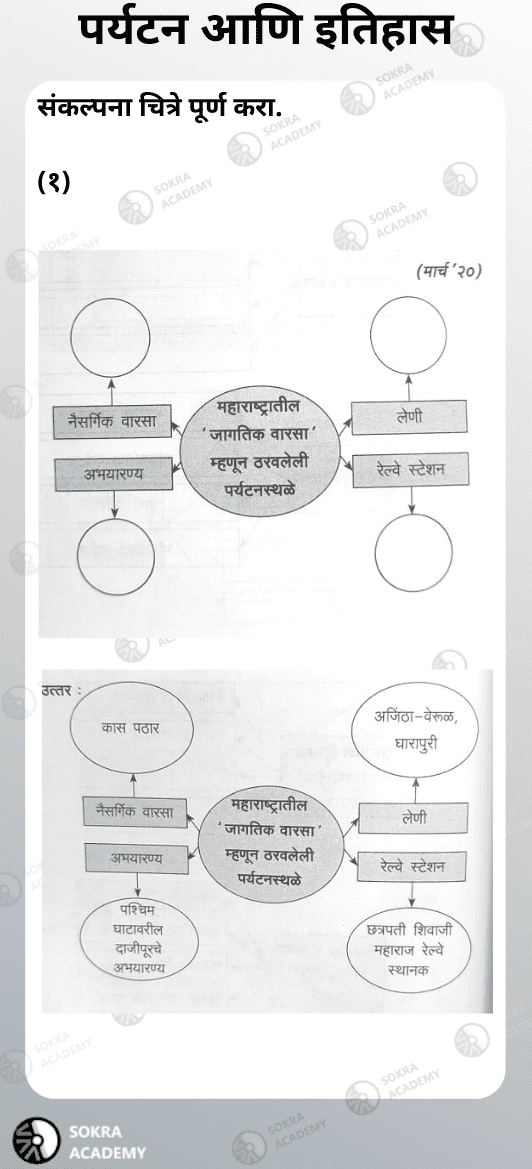 पर्यटन आणि इतिहास
संकल्पना चित्रे पूर्ण करा.
(१)
(मार्च '२०)
नैसर्गिक वारसा
अभयारण्य
महाराष्ट्रातील
'जागतिक वारसा'
म्हणून ठरवलेली
पर्यटनस्थळे
लेणी
रेल्वे स्टेशन
उत्तर :
कास पठार
अजिंठा-वेरूळ,
घारापुरी
नैसर्गिक वारसा
अभयारण्य
महाराष्ट्रातील
'जागतिक वारसा'
म्हणून ठरवलेली
पर्यटनस्थळे
लेणी
रेल्वे स्टेशन
पश्चिम
घाटावरील
दाजीपूरचे
अभयारण्य
छत्रपती शिवाजी
महाराज रेल्वे
स्थानक
SOKRA
ACADEMY